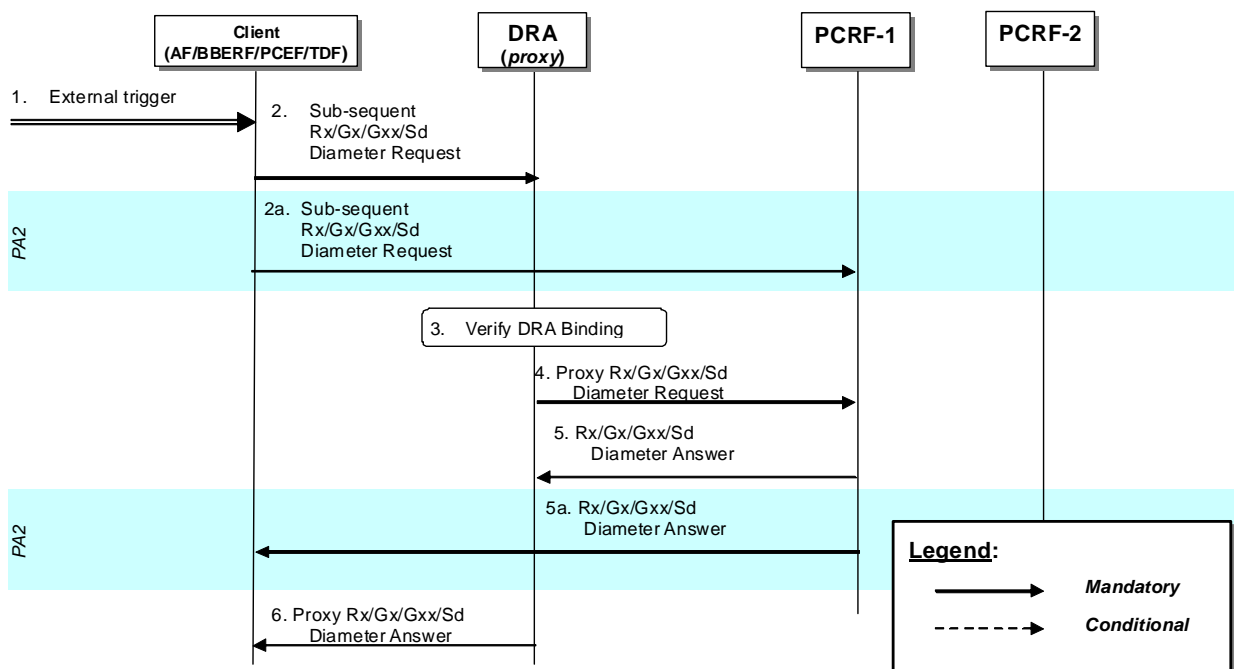 Client
(AF/BBERF/PCEF/TDF)
DRA
(proxy)
PCRF-1
PCRF-2
1. External trigger
2. Sub-sequent
Rx/Gx/Gxx/Sd
Diameter Request
PA2
2a. Sub-sequent
Rx/Gx/Gxx/Sd
Diameter Request
3. Verify DRA Binding
4. Proxy Rx/Gx/Gxx/Sd
Diameter Request
5. Rx/Gx/Gxx/Sd
Diameter Answer
PA2
5a. Rx/Gx/Gxx/Sd
Diameter Answer
6. Proxy Rx/Gx/Gxx/Sd
Diameter Answer
Legend:
Mandatory
Conditional